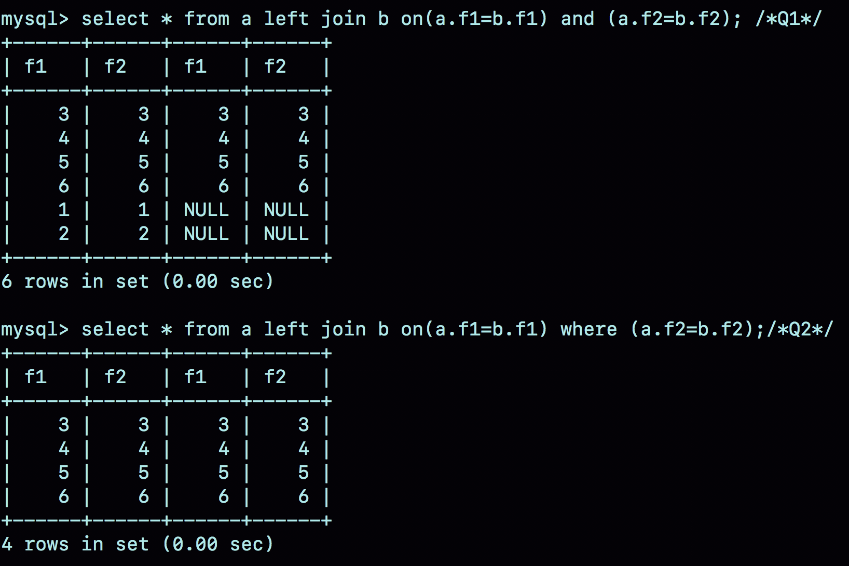 mysql> select * from a left join b on(a.f1=b.f1) and (a.f2=b.f2); /*Q1*/
+------+------+------+------+
| f1   | f2   | f1   | f2   |
+------+------+------+------+
|    3 |    3 |    3 |    3 |
|    4 |    4 |    4 |    4 |
|    5 |    5 |    5 |    5 |
|    6 |    6 |    6 |    6 |
|    1 |    1 | NULL | NULL |
|    2 |    2 | NULL | NULL |
+------+------+------+------+
6 rows in set (0.00 sec)
mysql> select * from a left join b on(a.f1=b.f1) where (a.f2=b.f2);/*Q2*/
+------+------+------+------+
| f1   | f2   | f1   | f2   |
+------+------+------+------+
|    3 |    3 |    3 |    3 |
|    4 |    4 |    4 |    4 |
|    5 |    5 |    5 |    5 |
|    6 |    6 |    6 |    6 |
+------+------+------+------+
4 rows in set (0.00 sec)